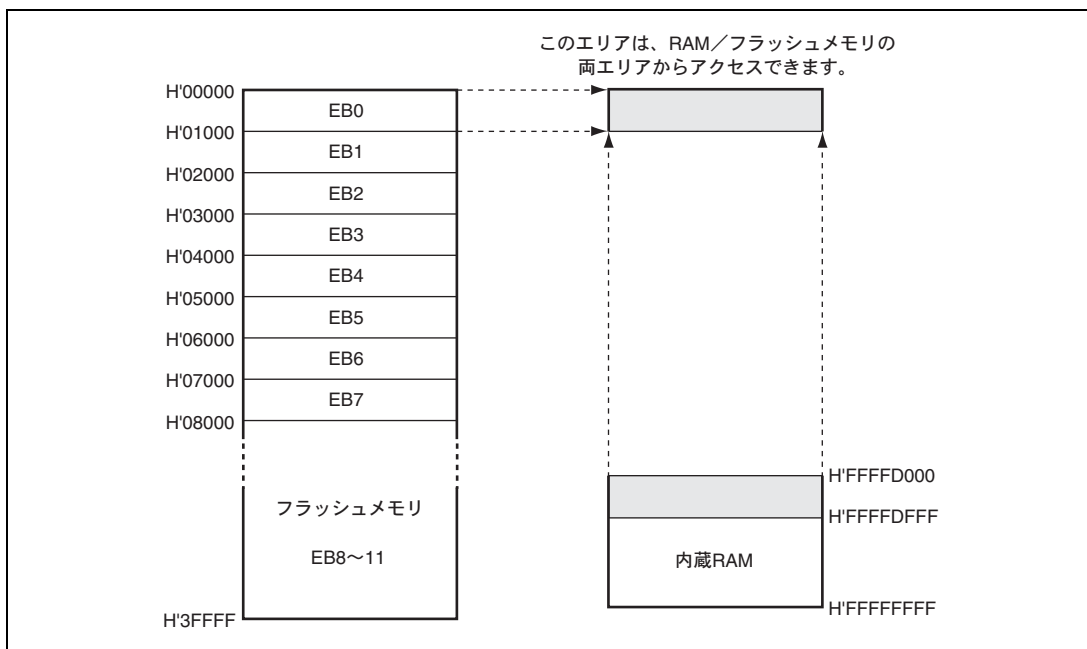 このエリアは、RAM／フラッシュメモリの
両エリアからアクセスできます。
H'00000
EB0
H'01000
EB1
H'02000
EB2
H'03000
EB3
H'04000
EB4
H'05000
EB5
H'06000
EB6
H'07000
EB7
H'08000
フラッシュメモリ
EB8〜11
H'3FFFF
H'FFFFD000
H'FFFFDFFF
内蔵RAM
H'FFFFFFFF